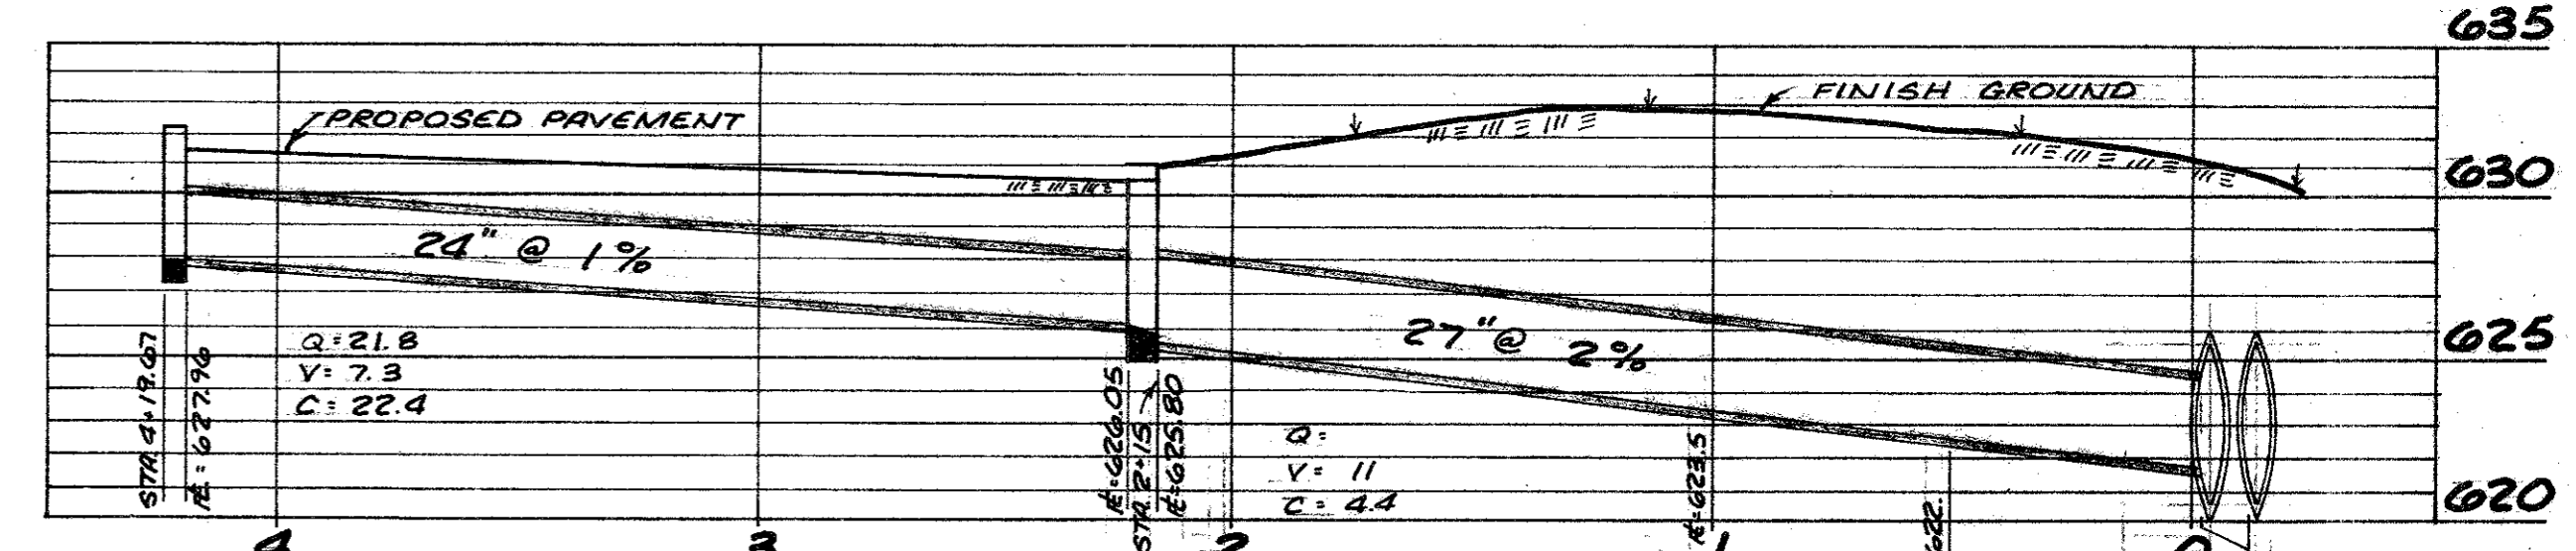 635
PROPOSED PAVEMENT
FINISH GROUND
630
24" @ 1%
27" @ 2%
625
STA. 4+19.67
IE = 627.96
Q = 21.8
V = 7.3
C = 22.4
IE = 626.05
STA. 2+15
IE = 625.80
Q =
V = 11
C = 44
IE = 623.5
622.
620
4
3
2
1
0